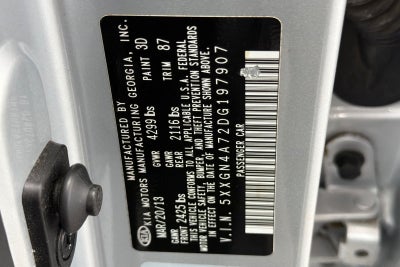 MANUFACTURED BY
KIA KIA MOTORS MANUFACTURING GEORGIA, INC.
MAR/20/13 GVWR 4299 lbs PAINT 3D
GAWR FRONT 2425 lbs GAWR REAR 2116 lbs TRIM 87
THIS VEHICLE CONFORMS TO ALL APPLICABLE U.S.A. FEDERAL
MOTOR VEHICLE SAFETY, BUMPER, AND THEFT PREVENTION STANDARDS
IN EFFECT ON THE DATE OF MANUFACTURE SHOWN ABOVE.
V.I.N. 5XXGN4A72DG197907
PASSENGER CAR